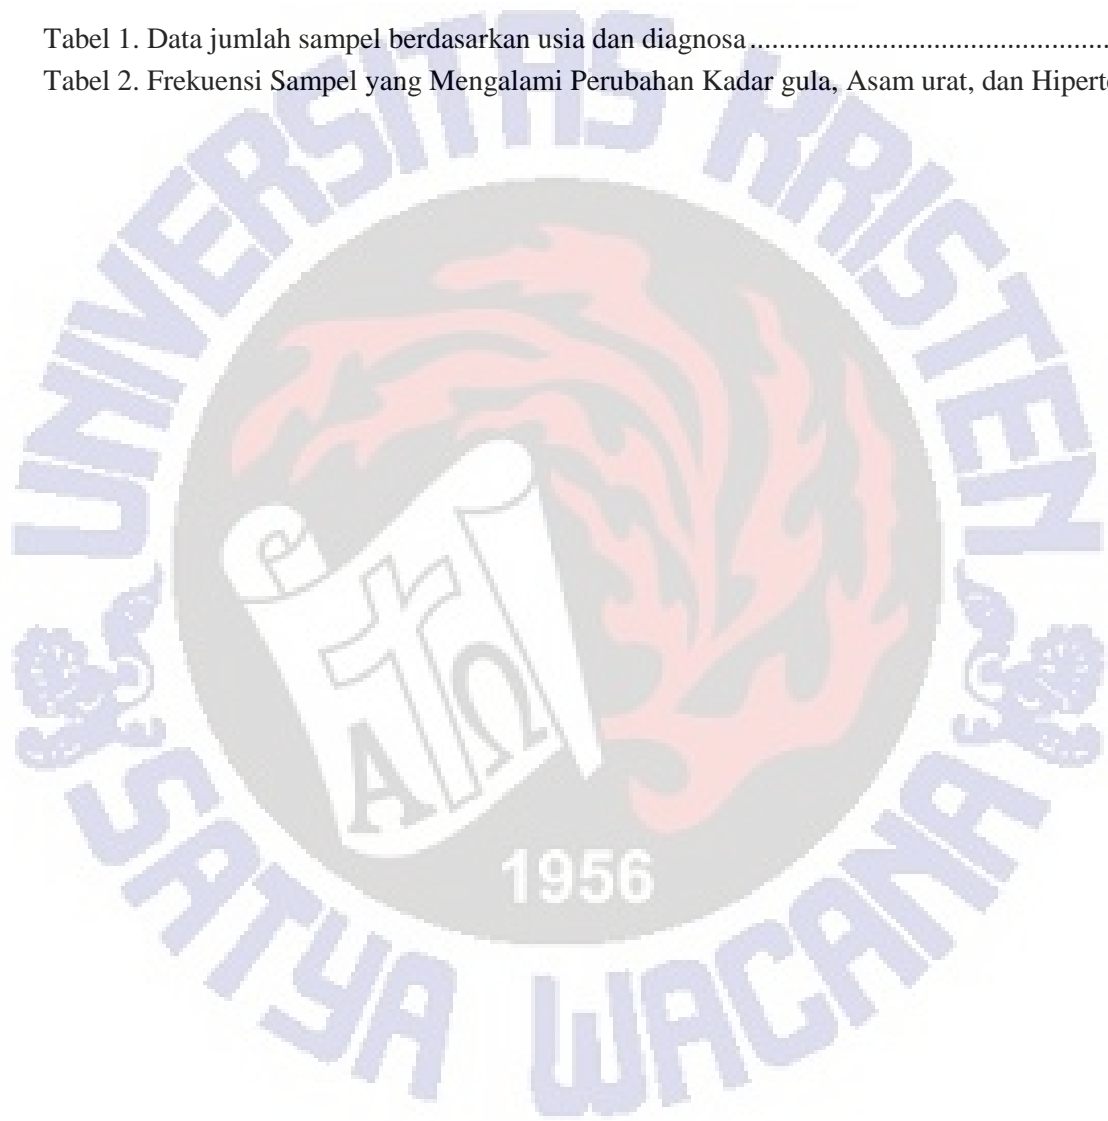 Tabel 1. Data jumlah sampel berdasarkan usia dan diagnosa ................................................
Tabel 2. Frekuensi Sampel yang Mengalami Perubahan Kadar gula, Asam urat, dan
UNIVERSITAS KRISTEN
ΑΩ
1956
SATYA WACANA